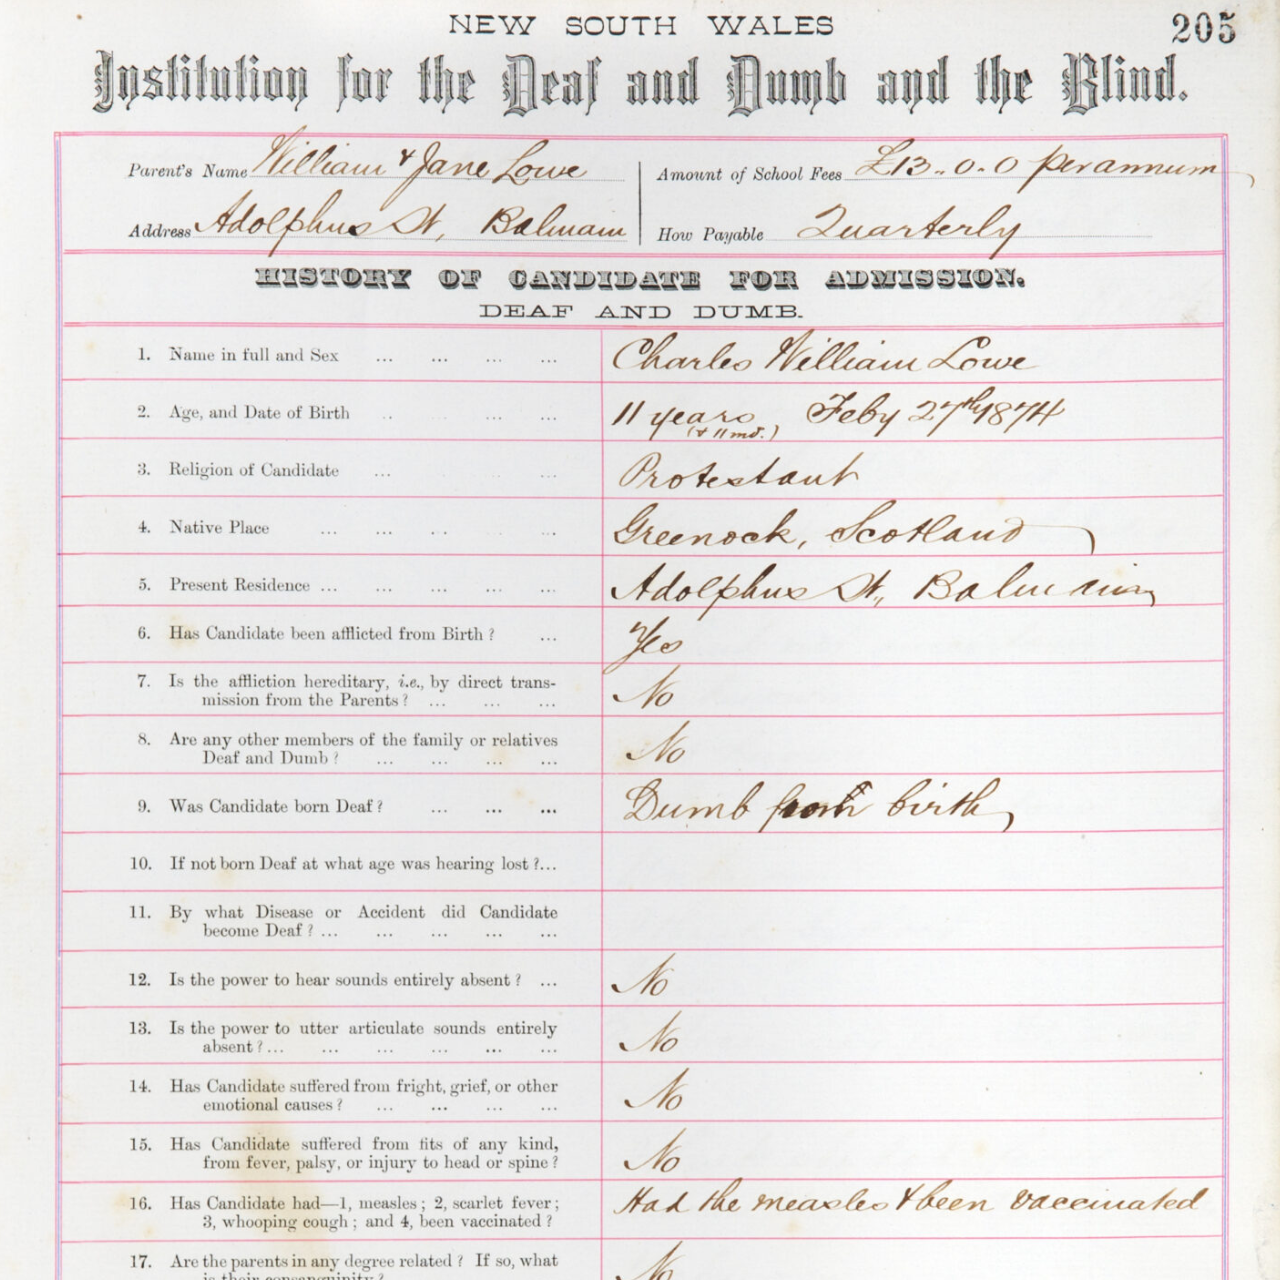 NEW SOUTH WALES
205
Institution for the Deaf and Dumb and the Blind.
Parent's Name William & Jane Lowe
Amount of School Fees £13..0.0 per annum
Address Adolphus St, Balmain
How Payable Quarterly
HISTORY OF CANDIDATE FOR ADMISSION.
DEAF AND DUMB.
1. Name in full and Sex ... ... ... ... Charles William Lowe
2. Age, and Date of Birth .. ... ... 11 years Feby 27th 1874
(& 11 mo.)
3. Religion of Candidate ... Protestant
4. Native Place ... ... .. ... Greenock, Scotland
5. Present Residence ... ... ... ... ... Adolphus St., Balmain
6. Has Candidate been afflicted from Birth? ... Yes
7. Is the affliction hereditary, i.e., by direct trans-
mission from the Parents? ... ... ... No
8. Are any other members of the family or relatives
Deaf and Dumb? ... ... ... ... No
9. Was Candidate born Deaf? ... ... ... Dumb from birth
10. If not born Deaf at what age was hearing lost?...
11. By what Disease or Accident did Candidate
become Deaf? ... ... ... ... ...
12. Is the power to hear sounds entirely absent? ... No
13. Is the power to utter articulate sounds entirely
absent?... ... ... ... ... ... No
14. Has Candidate suffered from fright, grief, or other
emotional causes? ... ... ... ... No
15. Has Candidate suffered from fits of any kind,
from fever, palsy, or injury to head or spine? No
16. Has Candidate had—1, measles; 2, scarlet fever;
3, whooping cough; and 4, been vaccinated? Had the measles & been vaccinated
17. Are the parents in any degree related? If so, what
is their consanguinity? No